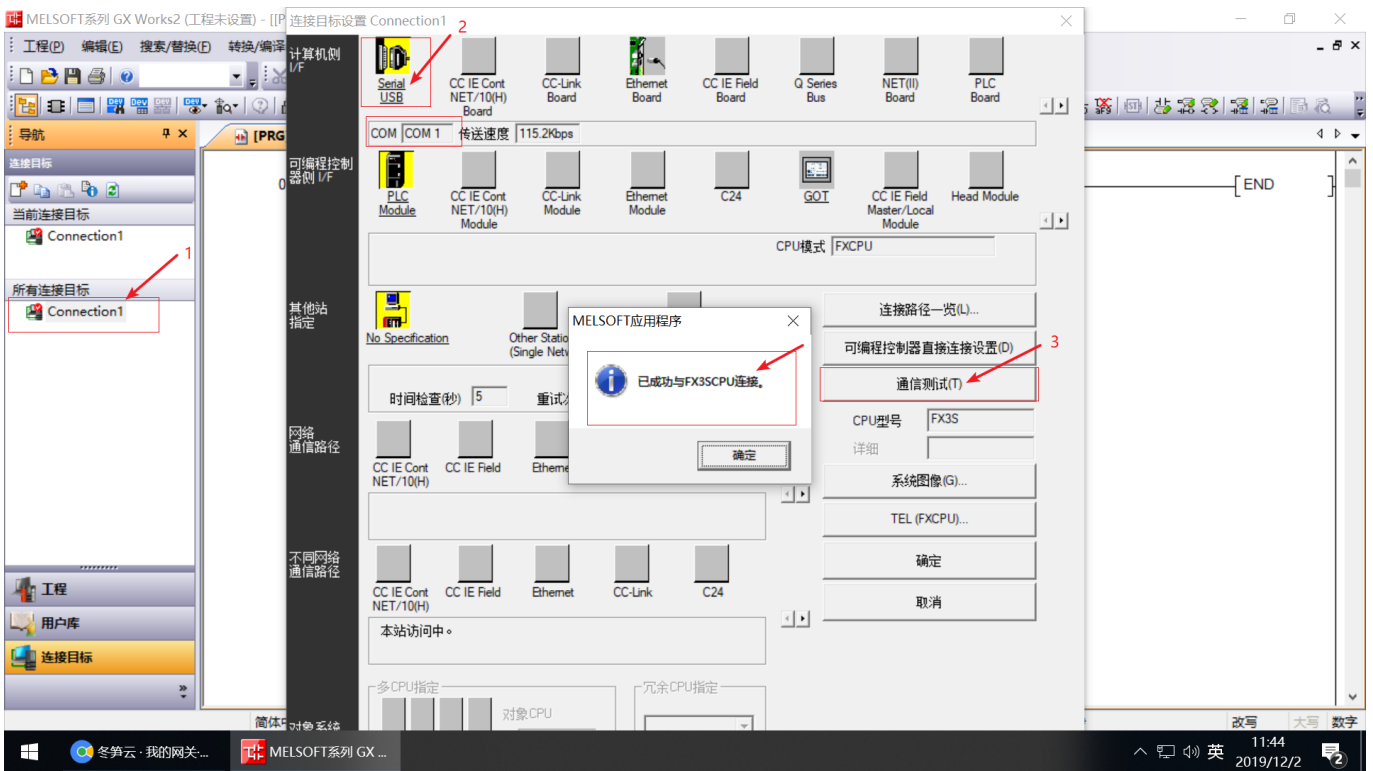 MELSOFT系列 GX Works2 (工程未设置) - [[P
连接目标设置 Connection1
2
工程(P) 编辑(E) 搜索/替换(F) 转换/编译
计算机侧
I/F
Serial
USB
CC IE Cont
NET/10(H)
Board
CC-Link
Board
Ethernet
Board
CC IE Field
Board
Q Series
Bus
NET(II)
Board
PLC
Board
导航
[PRG
COM COM 1 传送速度 115.2Kbps
连接目标
可编程控制
器侧 I/F
0
END
PLC
Module
CC IE Cont
NET/10(H)
Module
CC-Link
Module
Ethernet
Module
C24
GOT
CC IE Field
Master/Local
Module
Head Module
当前连接目标
Connection1
1
CPU模式 FXCPU
所有连接目标
Connection1
其他站
指定
No Specification
Other Statio
(Single Netw
MELSOFT应用程序
已成功与FX3SCPU连接。
确定
连接路径一览(L)...
可编程控制器直接连接设置(D)
3
通信测试(T)
时间检查(秒) 5 重试
CPU型号 FX3S
详细
网络
通信路径
CC IE Cont
NET/10(H)
CC IE Field
Etherne
系统图像(G)...
TEL (FXCPU)...
不同网络
通信路径
CC IE Cont
NET/10(H)
CC IE Field
Ethernet
CC-Link
C24
确定
取消
本站访问中。
工程
用户库
连接目标
多CPU指定
对象CPU
冗余CPU指定
对象系统
简体
改写 大写 数字
冬笋云 · 我的网关·...
MELSOFT系列 GX ...
英
11:44
2019/12/2
2